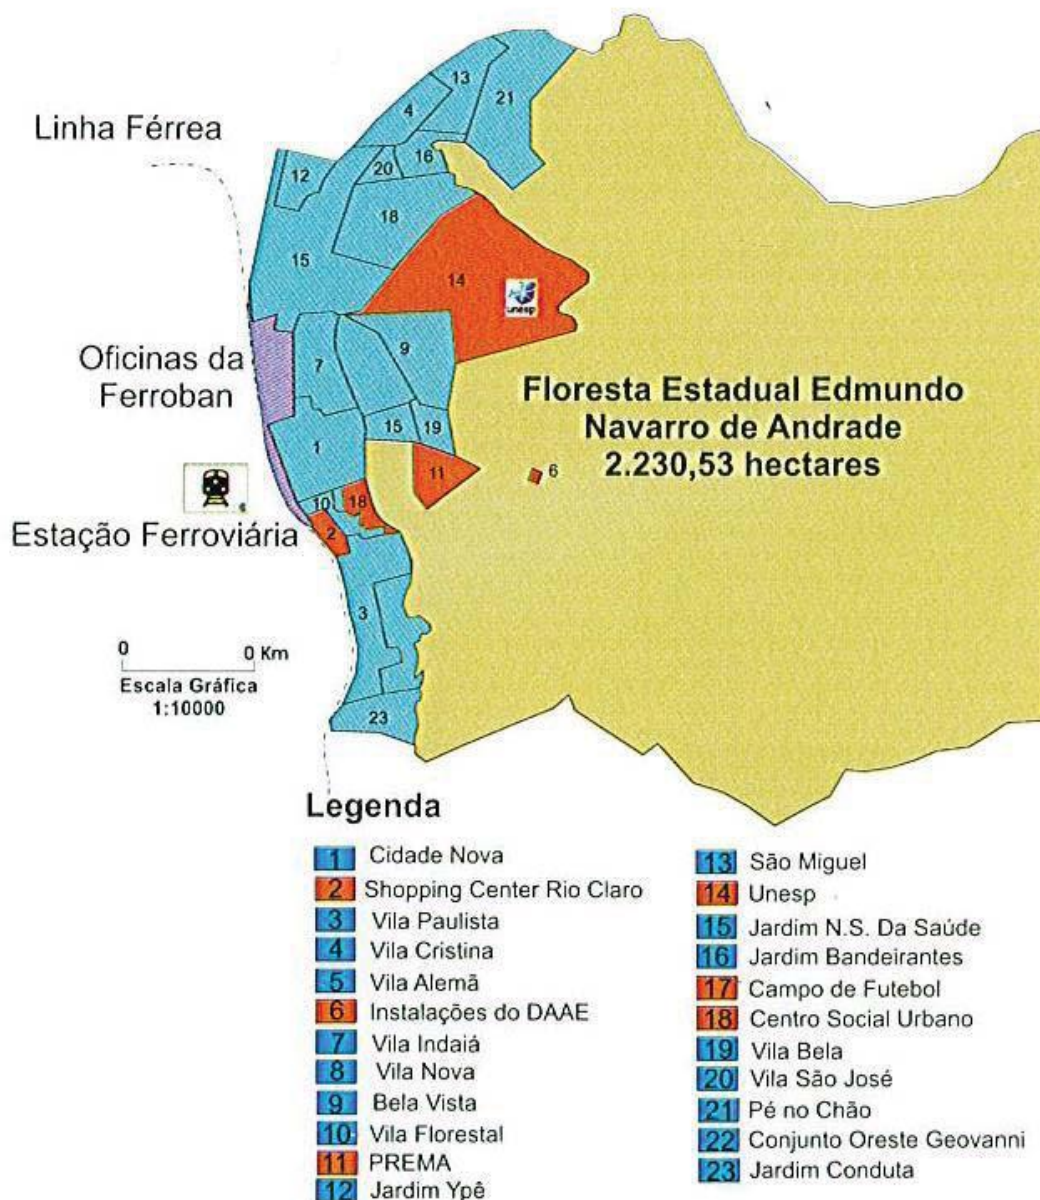 13
21
4
Linha Férrea
16
20
12
18
15
14
unesp
Oficinas da
Ferroban
9
7
Floresta Estadual Edmundo
Navarro de Andrade
2.230,53 hectares
15
19
1
11
6
10
18
Estação Ferroviária
2
3
0 0 Km
Escala Gráfica
1:10000
23
Legenda
1 Cidade Nova
2 Shopping Center Rio Claro
3 Vila Paulista
4 Vila Cristina
5 Vila Alemã
6 Instalações do DAAE
7 Vila Indaiá
8 Vila Nova
9 Bela Vista
10 Vila Florestal
11 PREMA
12 Jardim Ypê
13 São Miguel
14 Unesp
15 Jardim N.S. Da Saúde
16 Jardim Bandeirantes
17 Campo de Futebol
18 Centro Social Urbano
19 Vila Bela
20 Vila São José
21 Pé no Chão
22 Conjunto Oreste Geovanni
23 Jardim Conduta